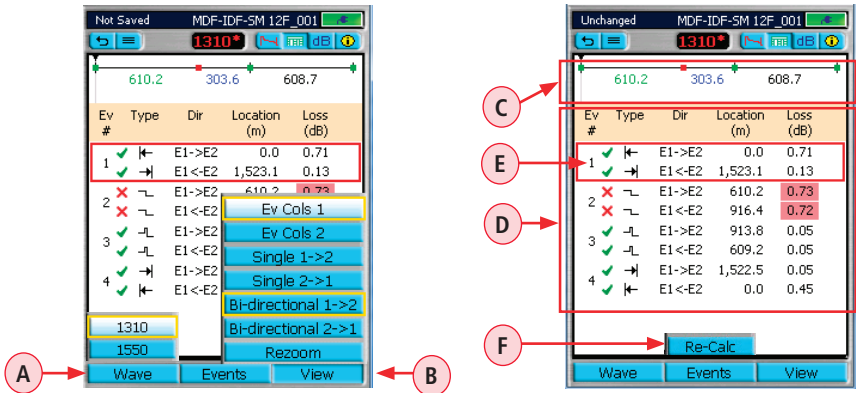 Not Saved MDF-IDF-SM 12F_001
1310* dB
610.2 303.6 608.7
Ev Type Dir Location Loss
# (m) (dB)
1 E1->E2 0.0 0.71
E1<-E2 1,523.1 0.13
2 E1->E2 610.2 0.73
E1<-E2
3 E1->E2
E1<-E2
4 E1->E2
E1<-E2
Ev Cols 1
Ev Cols 2
Single 1->2
Single 2->1
Bi-directional 1->2
Bi-directional 2->1
Rezoom
1310
1550
Wave Events View
A
B
Unchanged MDF-IDF-SM 12F_001
1310* dB
610.2 303.6 608.7
Ev Type Dir Location Loss
# (m) (dB)
1 E1->E2 0.0 0.71
E1<-E2 1,523.1 0.13
2 E1->E2 610.2 0.73
E1<-E2 916.4 0.72
3 E1->E2 913.8 0.05
E1<-E2 609.2 0.05
4 E1->E2 1,522.5 0.05
E1<-E2 0.0 0.45
Re-Calc
Wave Events View
C
E
D
F